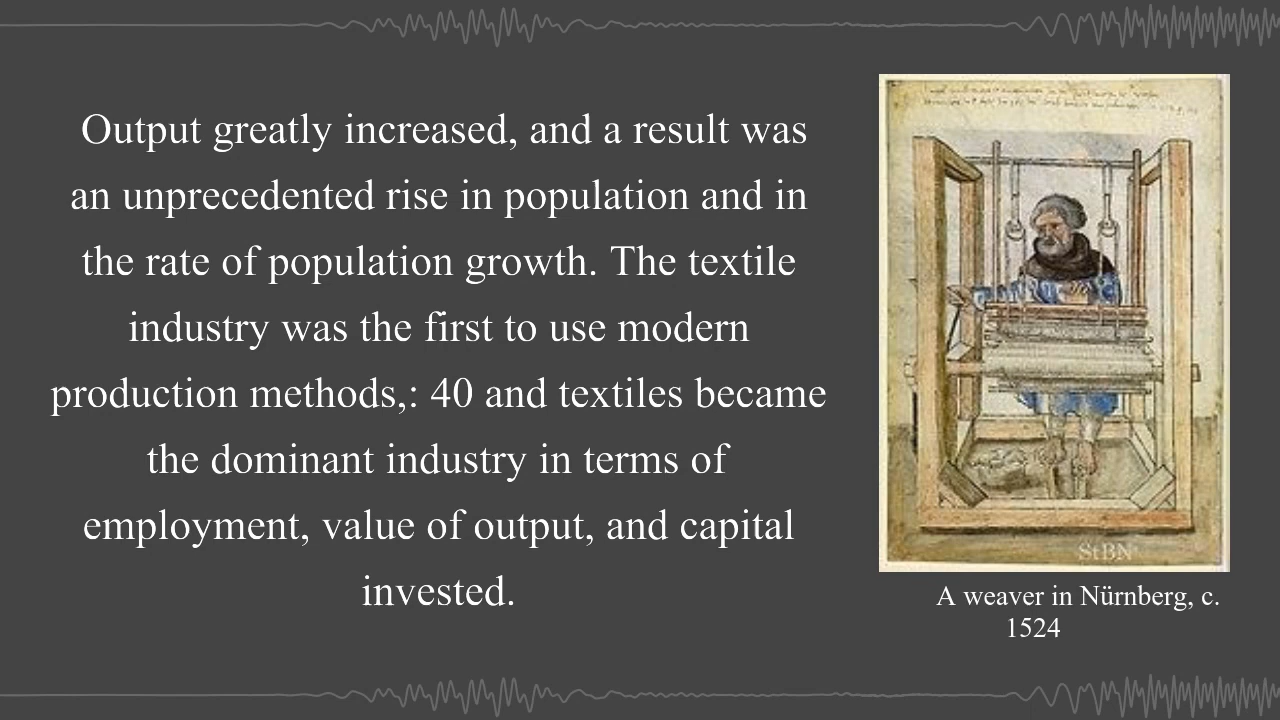 Output greatly increased, and a result was
an unprecedented rise in population and in
the rate of population growth. The textile
industry was the first to use modern
production methods,: 40 and textiles became
the dominant industry in terms of
employment, value of output, and capital
invested.
StBN
A weaver in Nürnberg, c.
1524